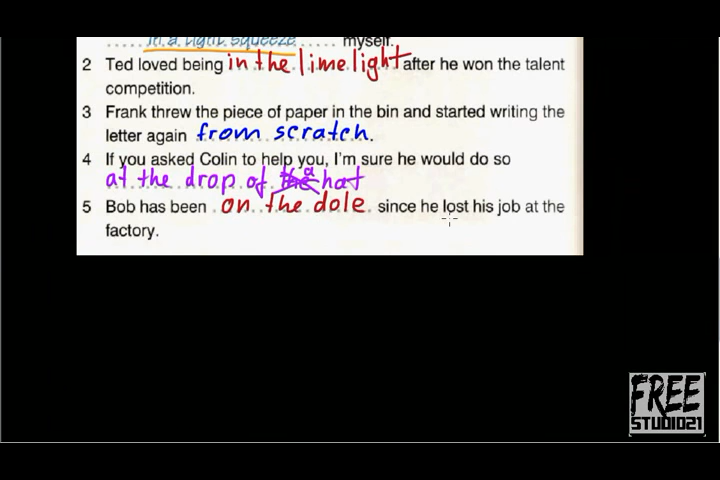 in a tight squeeze myself.
2 Ted loved being in the limelight after he won the talent
competition.
3 Frank threw the piece of paper in the bin and started writing the
letter again from scratch.
4 If you asked Colin to help you, I'm sure he would do so
at the drop of a hat
5 Bob has been on the dole since he lost his job at the
factory.
FREE
STUDIO21